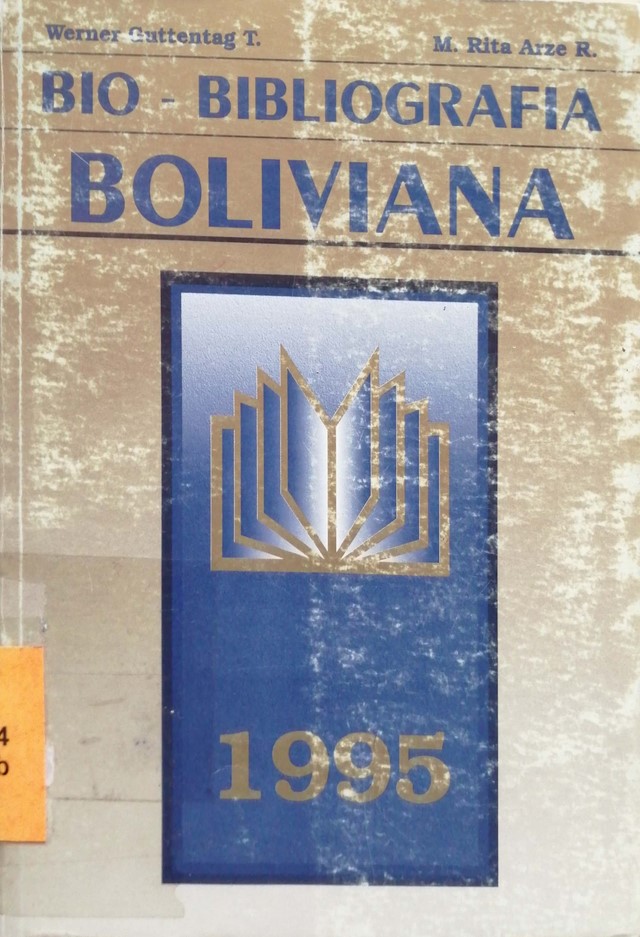 Werner Guttentag T.
M. Rita Arze R.
BIO - BIBLIOGRAFIA
BOLIVIANA
1995
4
b